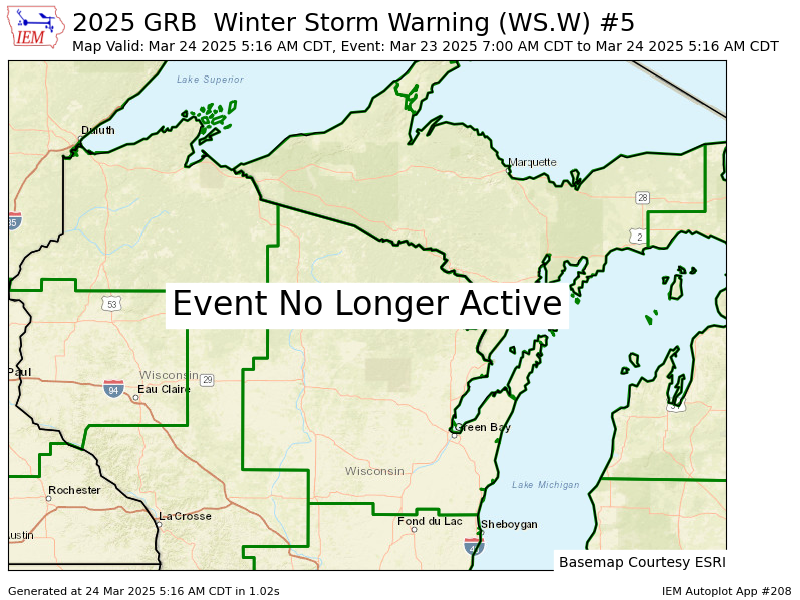 IEM
2025 GRB  Winter Storm Warning (WS.W) #5
Map Valid: Mar 24 2025 5:16 AM CDT, Event: Mar 23 2025 7:00 AM CDT to Mar 24 2025 5:16 AM CDT
Lake Superior
Duluth
Marquette
28
35
2
Event No Longer Active
53
Paul
Wisconsin
29
94
Eau Claire
Green Bay
Wisconsin
Lake Michigan
Rochester
La Crosse
Fond du Lac
Sheboygan
ustin
43
Basemap Courtesy ESRI
Generated at 24 Mar 2025 5:16 AM CDT in 1.02s
IEM Autoplot App #208